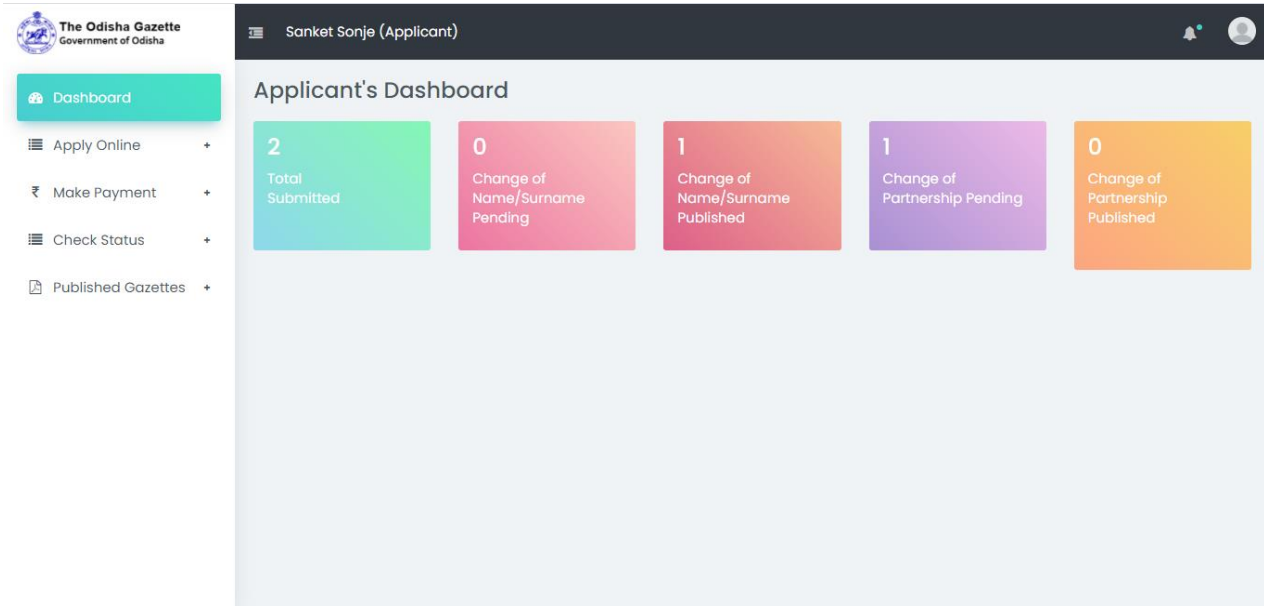 The Odisha Gazette
Government of Odisha
Sanket Sonje (Applicant)
Dashboard
Apply Online +
₹ Make Payment +
Check Status +
Published Gazettes +
Applicant's Dashboard
2
Total
Submitted
0
Change of
Name/Surname
Pending
1
Change of
Name/Surname
Published
1
Change of
Partnership Pending
0
Change of
Partnership
Published